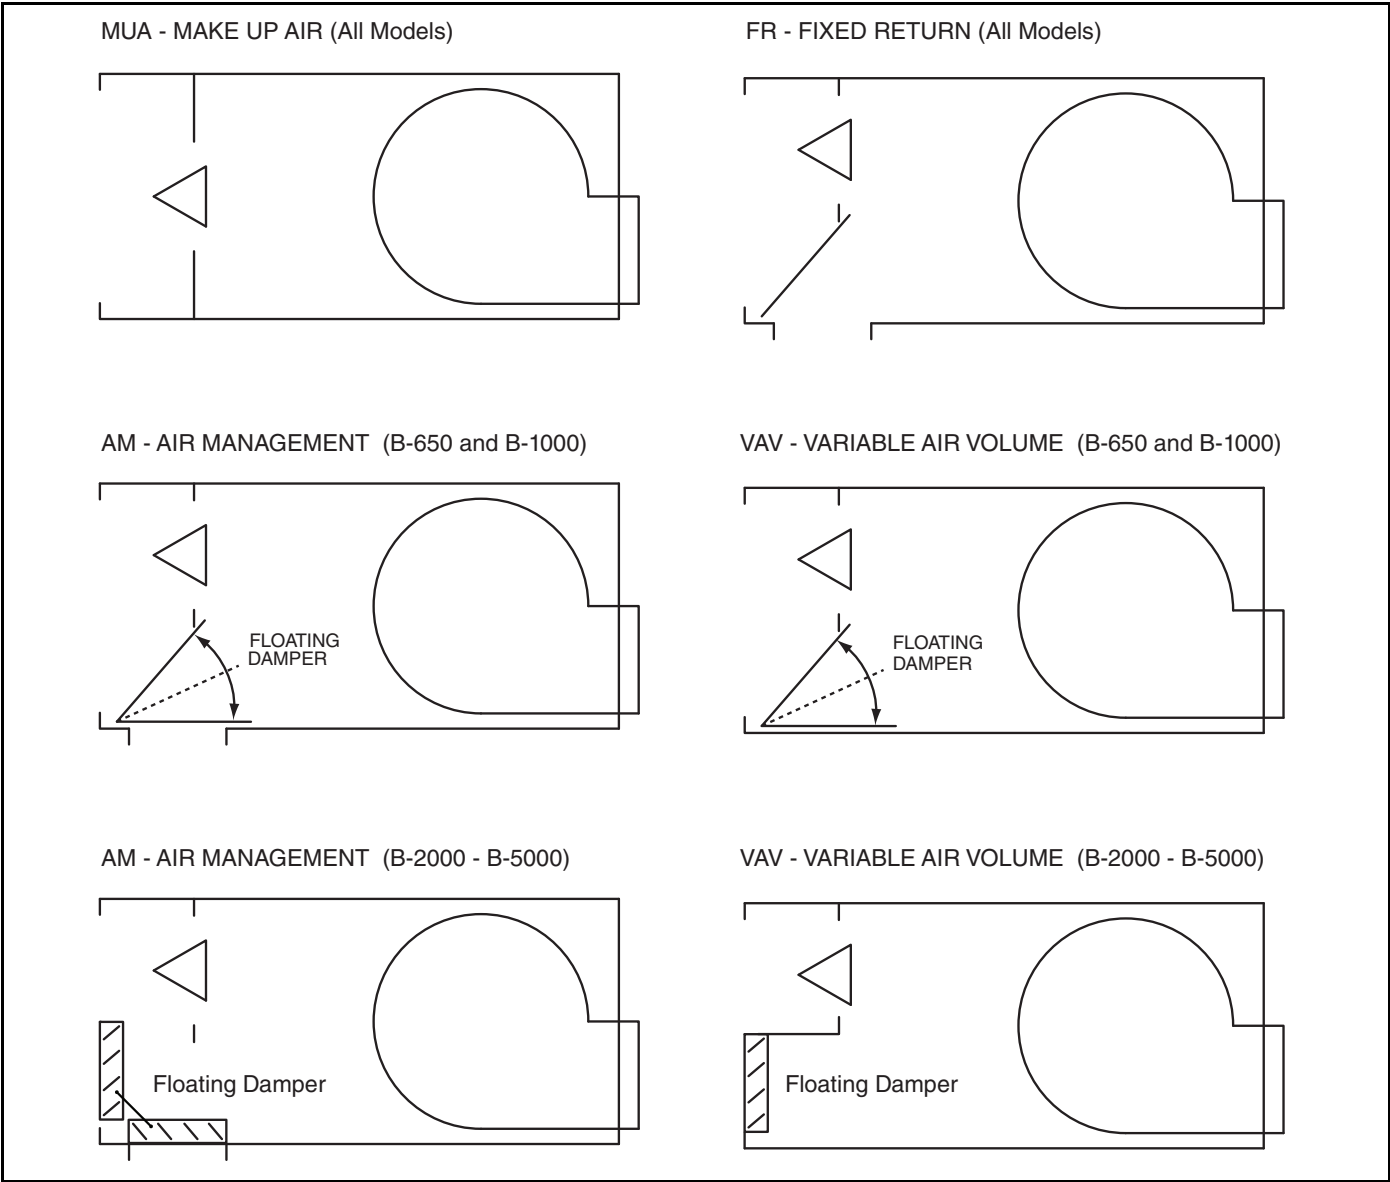 MUA - MAKE UP AIR (All Models)
FR - FIXED RETURN (All Models)
AM - AIR MANAGEMENT (B-650 and B-1000)
FLOATING
DAMPER
VAV - VARIABLE AIR VOLUME (B-650 and B-1000)
FLOATING
DAMPER
AM - AIR MANAGEMENT (B-2000 - B-5000)
Floating Damper
VAV - VARIABLE AIR VOLUME (B-2000 - B-5000)
Floating Damper